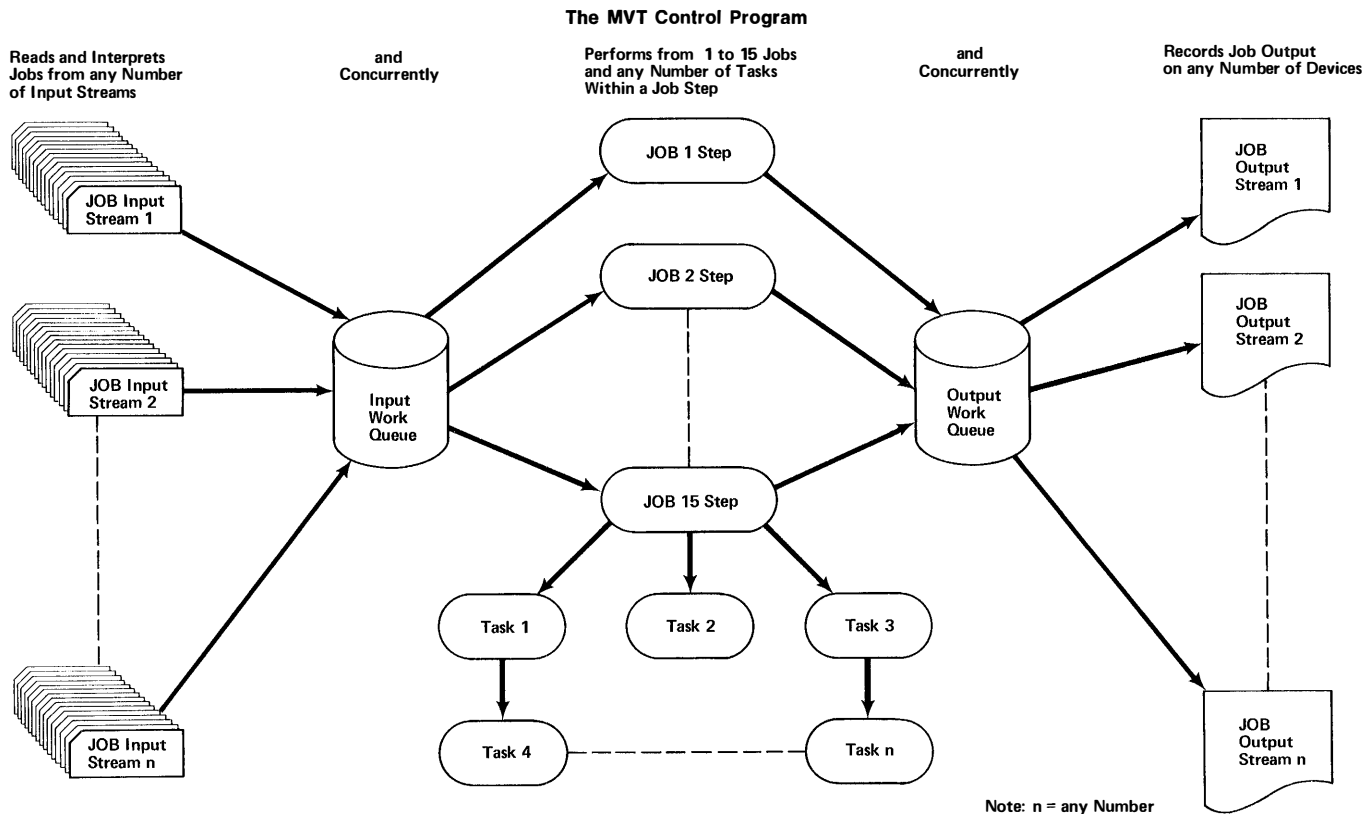 The MVT Control Program
Reads and Interprets
Jobs from any Number
of Input Streams
and
Concurrently
Performs from 1 to 15 Jobs
and any Number of Tasks
Within a Job Step
and
Concurrently
Records Job Output
on any Number of Devices
JOB Input
Stream 1
JOB 1 Step
JOB
Output
Stream 1
JOB Input
Stream 2
JOB 2 Step
JOB
Output
Stream 2
Input
Work
Queue
Output
Work
Queue
JOB 15 Step
Task 1
Task 2
Task 3
JOB Input
Stream n
Task 4
Task n
JOB
Output
Stream n
Note: n = any Number